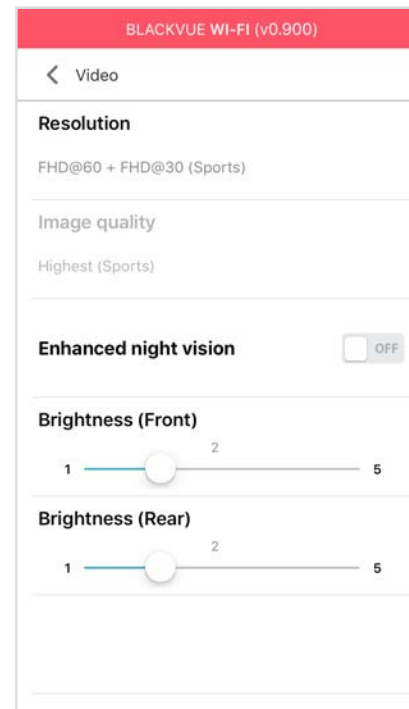 BLACKVUE WI-FI (v0.900)
Video
Resolution
FHD@60 + FHD@30 (Sports)
Image quality
Highest (Sports)
Enhanced night vision OFF
Brightness (Front)
2
1 5
Brightness (Rear)
2
1 5